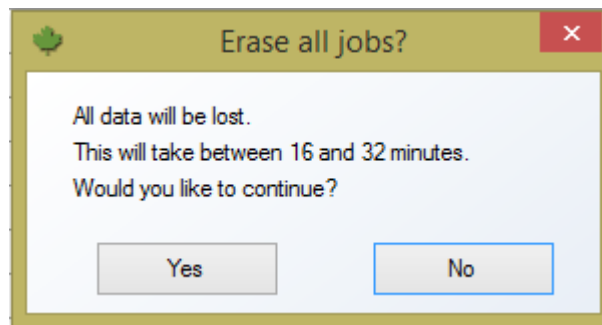 Erase all jobs?
All data will be lost.
This will take between 16 and 32 minutes.
Would you like to continue?
Yes No